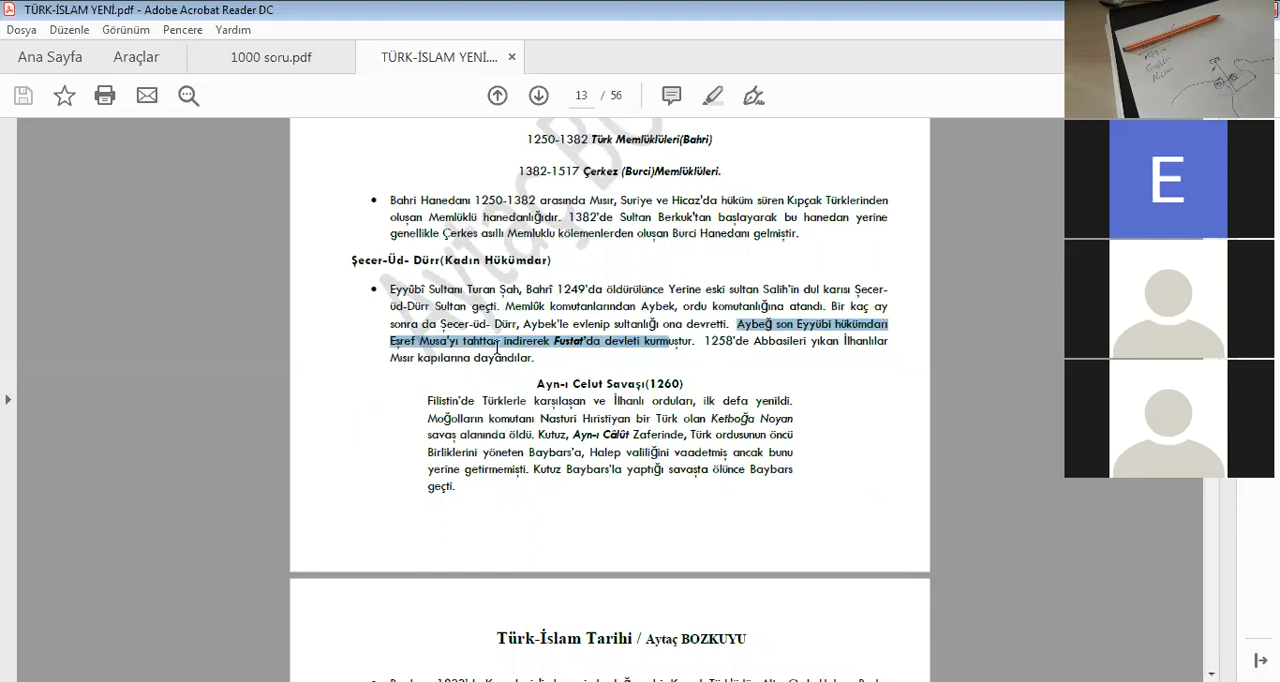 TÜRK-İSLAM YENİ.pdf - Adobe Acrobat Reader DC
Dosya Düzenle Görünüm Pencere Yardım
Ana Sayfa Araçlar 1000 soru.pdf TÜRK-İSLAM YENİ.... ×
13 / 56
1250-1382 Türk Memlüklüleri(Bahri)
1382-1517 Çerkez (Burci)Memlüklüleri.
• Bahri Hanedanı 1250-1382 arasında Mısır, Suriye ve Hicaz'da hüküm süren Kıpçak Türklerinden
oluşan Memlüklü hanedanlığıdır. 1382'de Sultan Berkuk'tan başlayarak bu hanedan yerine
genellikle Çerkes asıllı Memluklu kölemenlerden oluşan Burci Hanedanı gelmiştir.
Şecer-Üd- Dürr(Kadın Hükümdar)
• Eyyûbî Sultanı Turan Şah, Bahrî 1249'da öldürülünce Yerine eski sultan Salih'in dul karısı Şecer-
üd-Dürr Sultan geçti. Memlûk komutanlarından Aybek, ordu komutanlığına atandı. Bir kaç ay
sonra da Şecer-üd- Dürr, Aybek'le evlenip sultanlığı ona devretti. Aybeğ son Eyyübi hükümdarı
Eşref Musa'yı tahttan indirerek Fustat'da devleti kurmuştur. 1258'de Abbasileri yıkan İlhanlılar
Mısır kapılarına dayandılar.
Ayn-ı Celut Savaşı(1260)
Filistin'de Türklerle karşılaşan ve İlhanlı orduları, ilk defa yenildi.
Moğolların komutanı Nasturi Hıristiyan bir Türk olan Ketboğa Noyan
savaş alanında öldü. Kutuz, Ayn-ı Câlût Zaferinde, Türk ordusunun öncü
Birliklerini yöneten Baybars'a, Halep valiliğini vaadetmiş ancak bunu
yerine getirmemişti. Kutuz Baybars'la yaptığı savaşta ölünce Baybars
geçti.
Türk-İslam Tarihi / Aytaç BOZKUYU
Aytaç BO
E